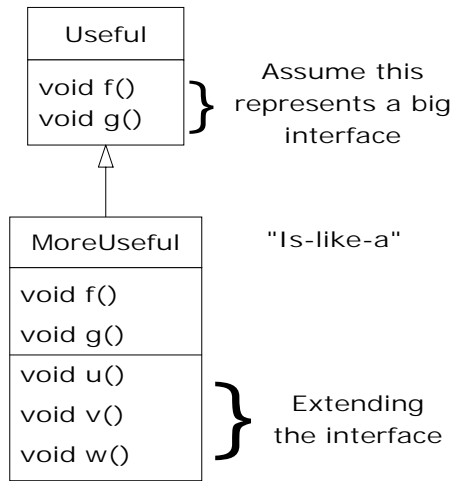 Useful
void f()
void g()
}
Assume this
represents a big
interface
MoreUseful
"Is-like-a"
void f()
void g()
void u()
void v()
void w()
}
Extending
the interface